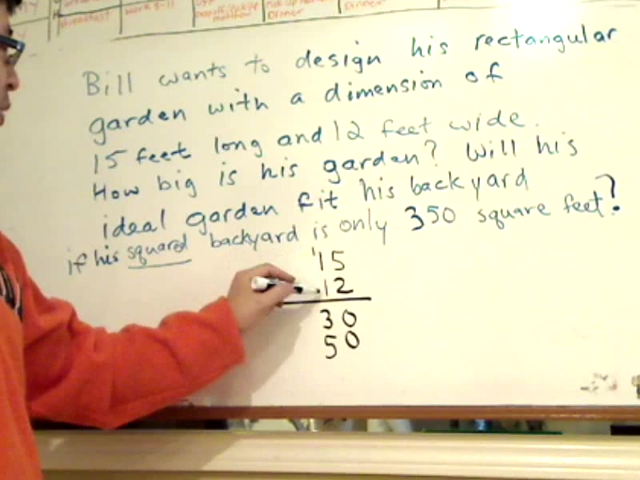 Bill wants to design his rectangular
garden with a dimension of
15 feet long and 12 feet wide.
How big is his garden? Will his
ideal garden fit his backyard
if his squared backyard is only 350 square feet?
'15
12
30
50